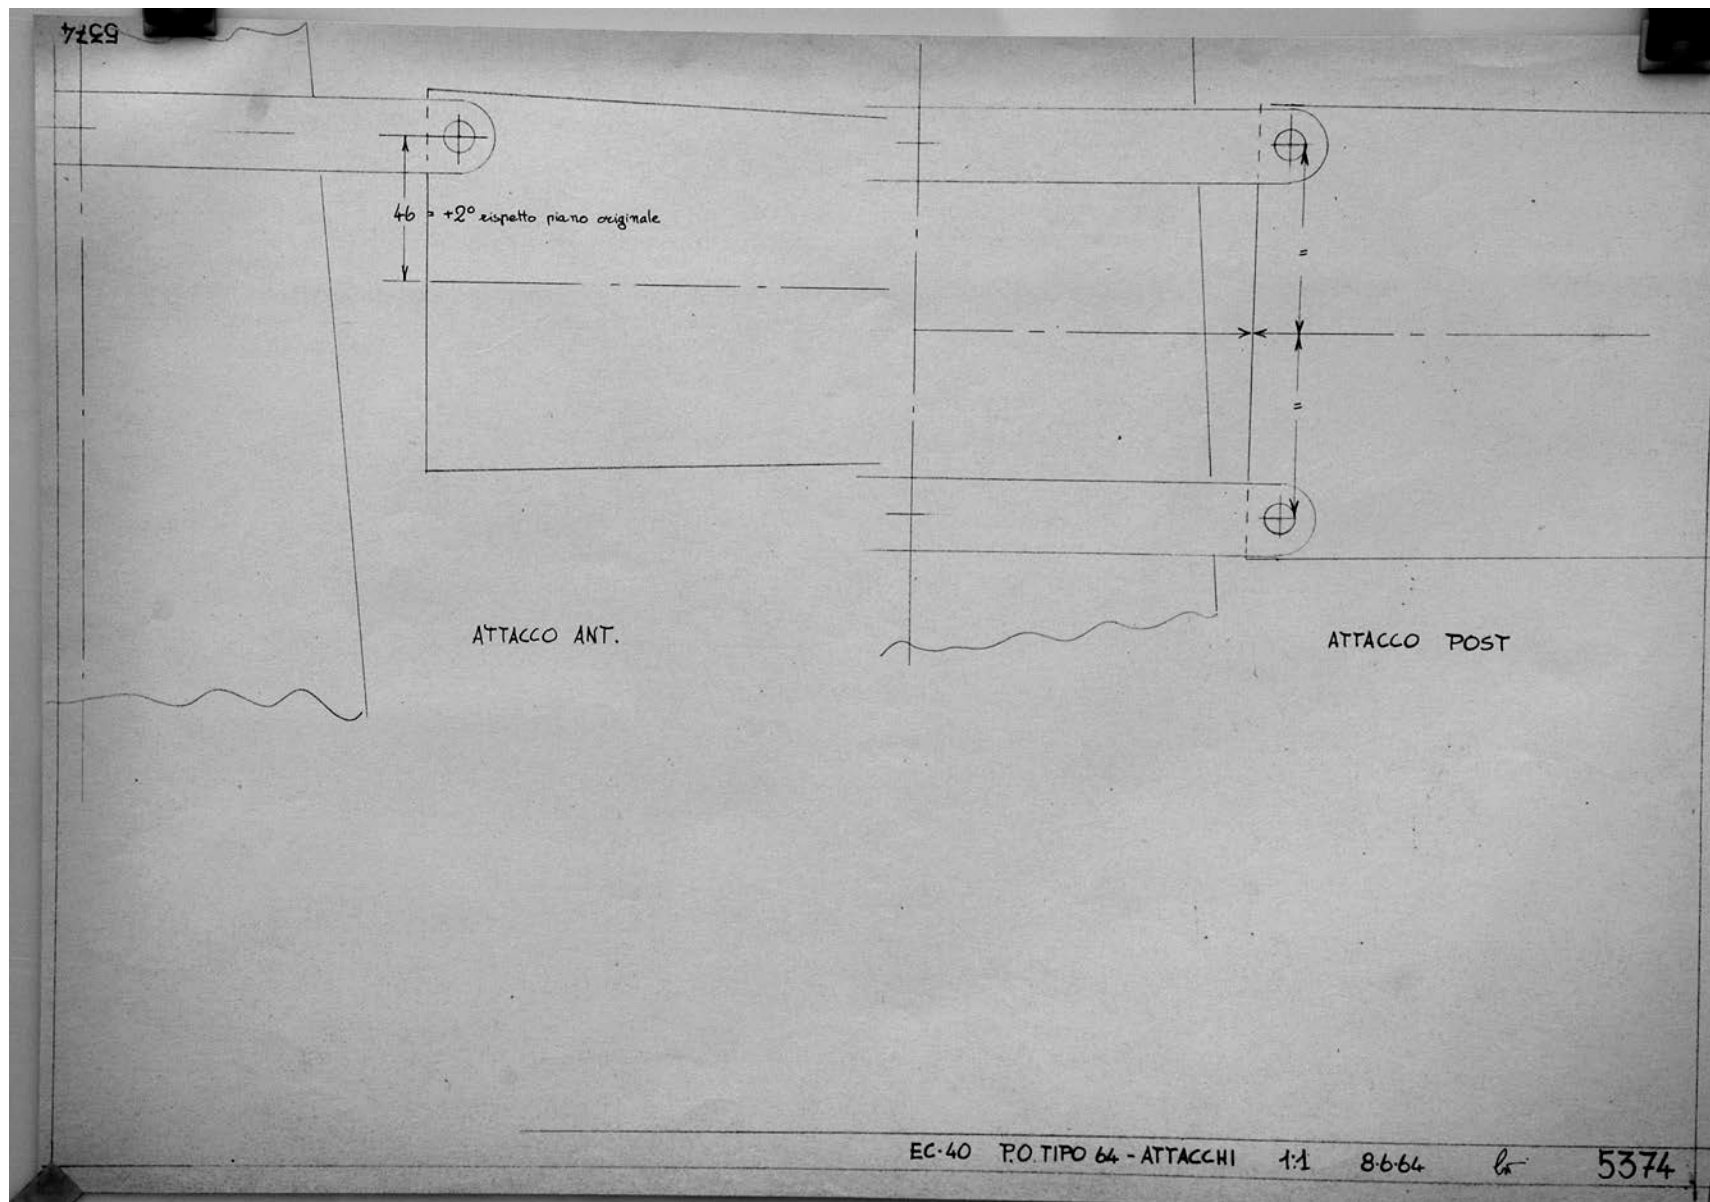 5374
46 = +2° rispetto piano originale
=
=
ATTACCO ANT.
ATTACCO POST
EC-40 P.O. TIPO 64 - ATTACCHI 1:1 8-6-64 5374